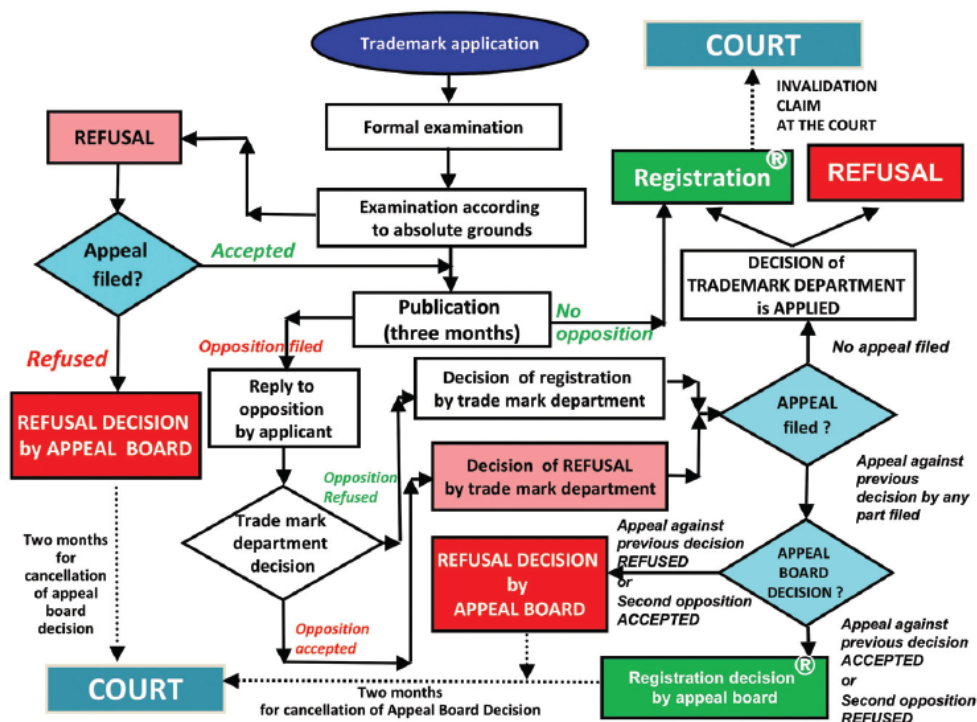 Trademark application
COURT
INVALIDATION
CLAIM
AT THE COURT
Formal examination
REFUSAL
Registration ®
REFUSAL
Examination according
to absolute grounds
Appeal
filed?
Accepted
DECISION of
TRADEMARK DEPARTMENT
is APPLIED
Publication
(three months)
No
opposition
Opposition filed
No appeal filed
Refused
Reply to
opposition
by applicant
Decision of registration
by trade mark department
APPEAL
filed ?
REFUSAL DECISION
by APPEAL BOARD
Opposition
Refused
Decision of REFUSAL
by trade mark department
Appeal against
previous
decision by any
part filed
Trade mark
department
decision
Two months
for
cancellation
of appeal
board
decision
Appeal against
previous decision
REFUSED
or
Second opposition
ACCEPTED
REFUSAL DECISION
by
APPEAL BOARD
APPEAL
BOARD
DECISION ?
Opposition
accepted
Appeal against
previous decision
ACCEPTED
or
Second opposition
REFUSED
COURT
Two months
for cancellation of Appeal Board Decision
Registration decision ®
by appeal board